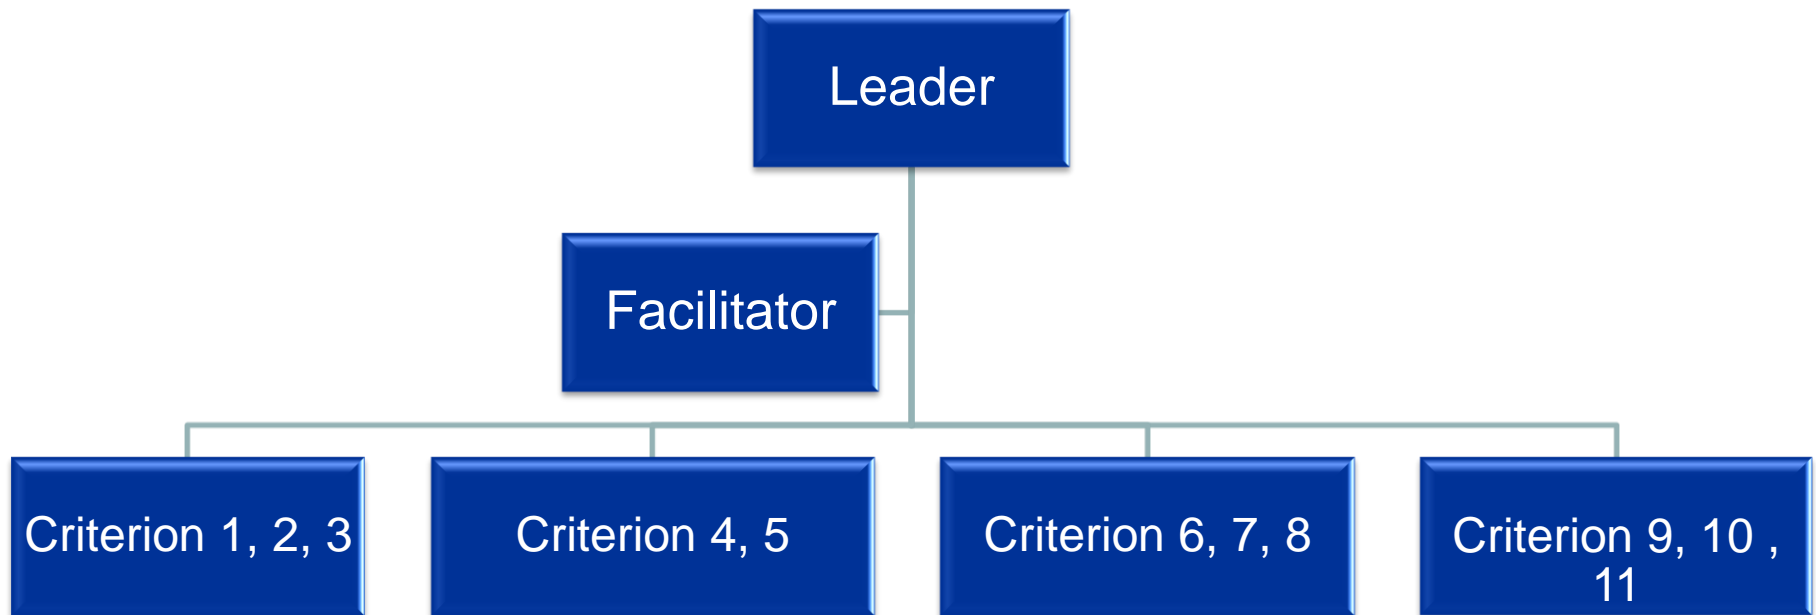 Leader
Facilitator
Criterion 1, 2, 3
Criterion 4, 5
Criterion 6, 7, 8
Criterion 9, 10 ,
11